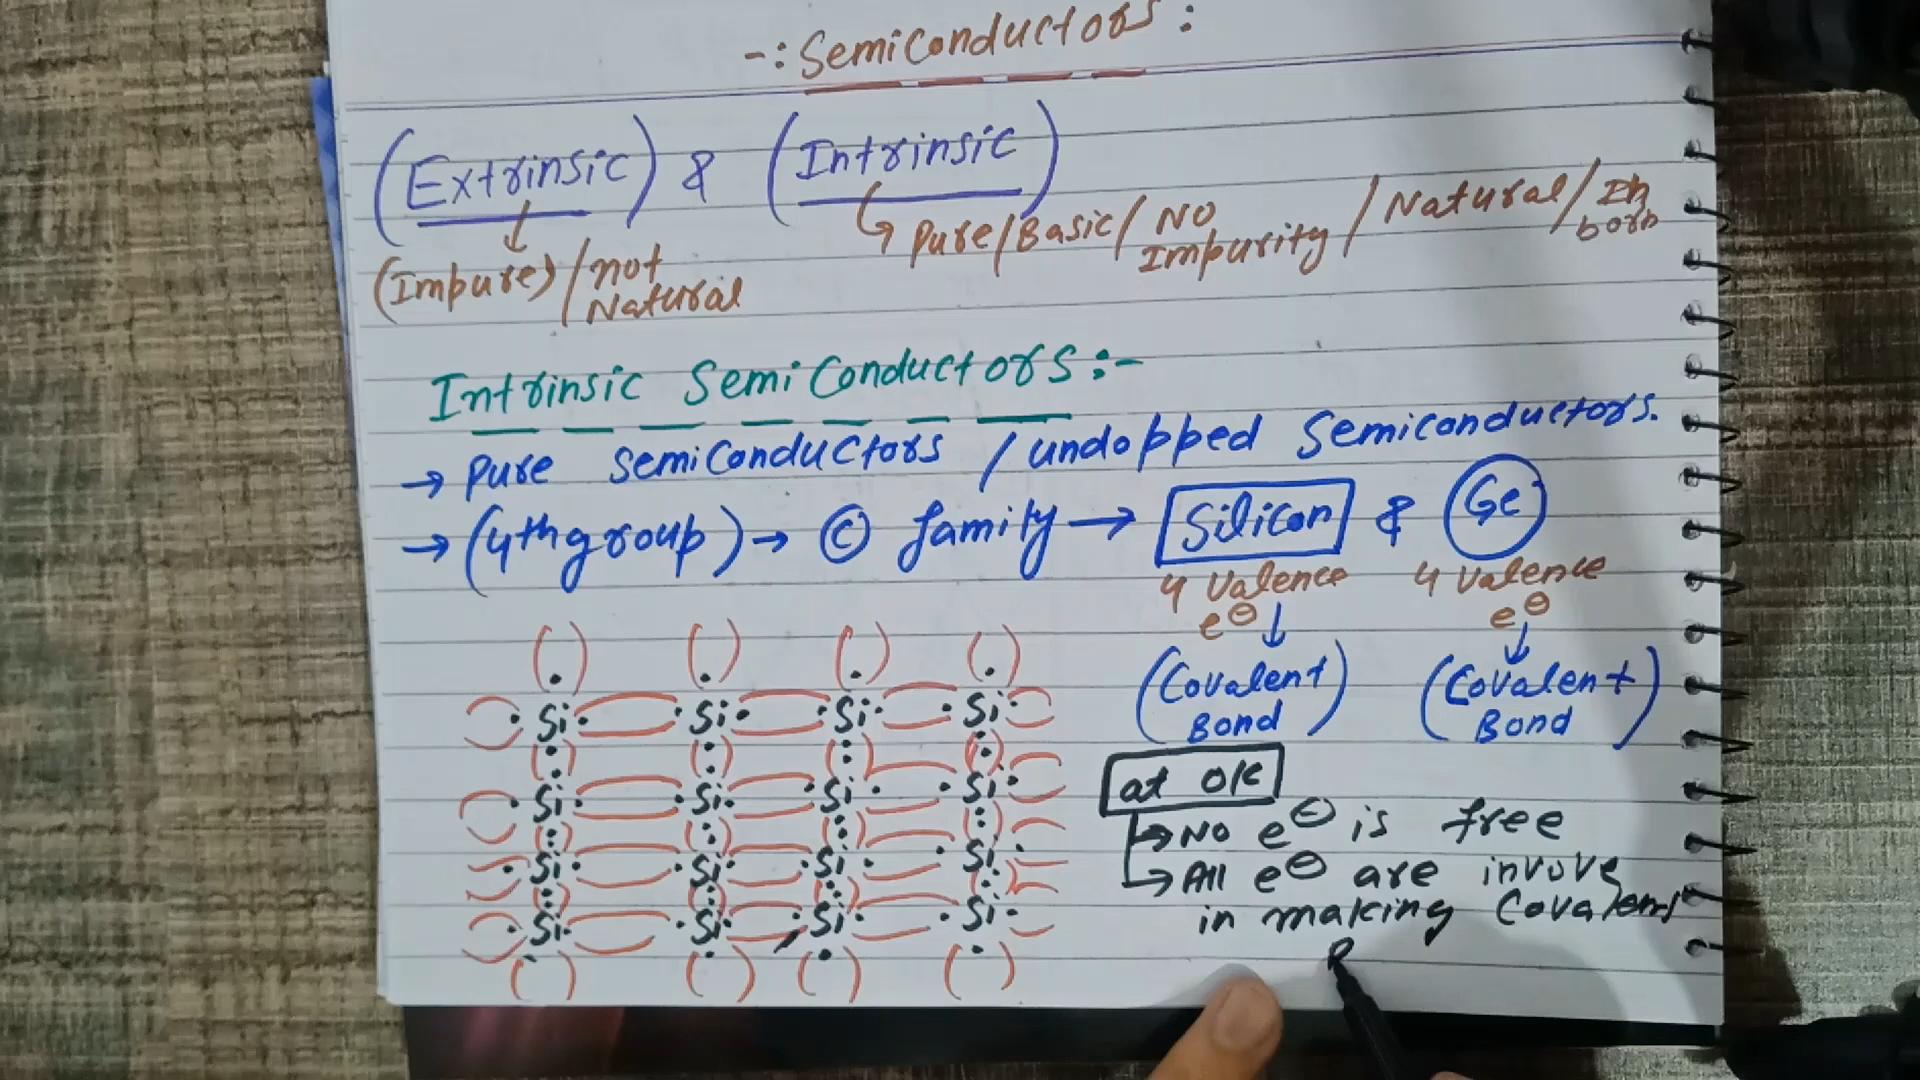 -: Semiconductors:
(Extrinsic) & (Intrinsic)
(Impure) / not Natural
↳ Pure / Basic / NO Impurity / Natural / In born
Intrinsic Semiconductors :-
→ Pure semiconductors / undopped semiconductors.
→ (4th group) → © family → Silicon & Ge
4 Valence e⊖ ↓ 4 valence e⊖ ↓
(Covalent Bond) (Covalent Bond)
Si Si Si Si
Si Si Si Si
Si Si Si Si
Si Si Si Si
at 0K
→ No e⊖ is free
→ All e⊖ are invove
in making Covalent